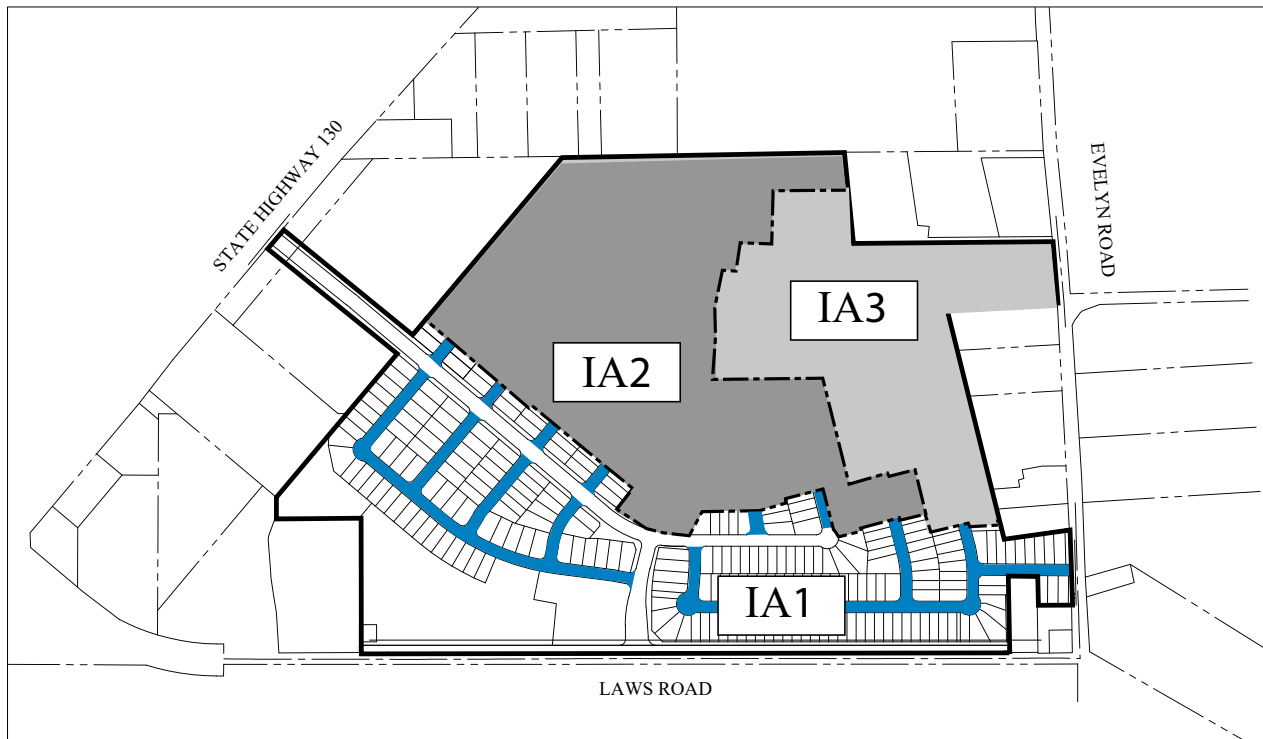 STATE HIGHWAY 130
EVELYN ROAD
IA3
IA2
IA1
LAWS ROAD